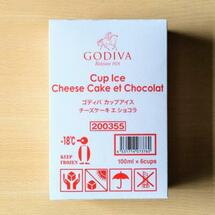 GODIVA
Belgium 1926
Cup Ice
Cheese Cake et Chocolat
ゴディバ カップアイス
チーズケーキ エ ショコラ
200355
-18℃
KEEP
FROZEN
100ml × 6cups